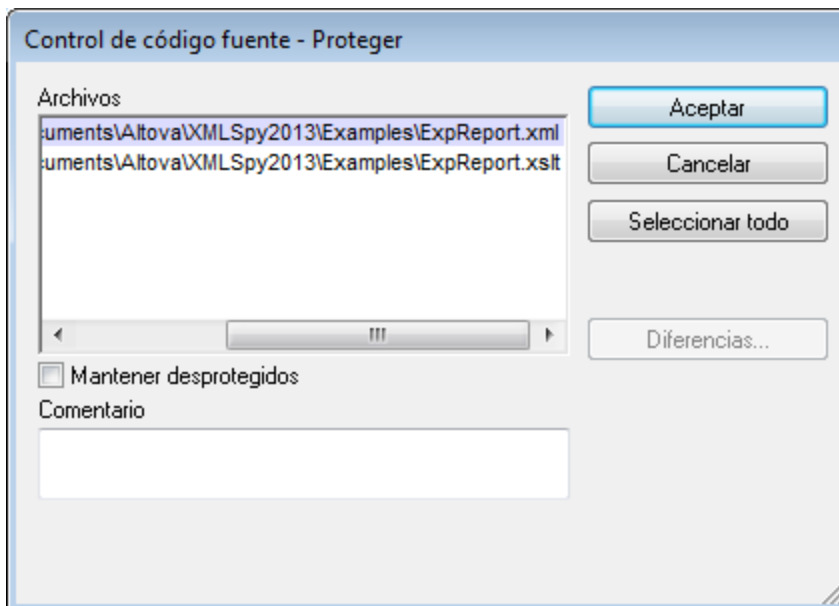 Control de código fuente - Proteger
Archivos
:uments\Altova\XMLSpy2013\Examples\ExpReport.xml
:uments\Altova\XMLSpy2013\Examples\ExpReport.xslt
Aceptar
Cancelar
Seleccionar todo
Diferencias...
Mantener desprotegidos
Comentario